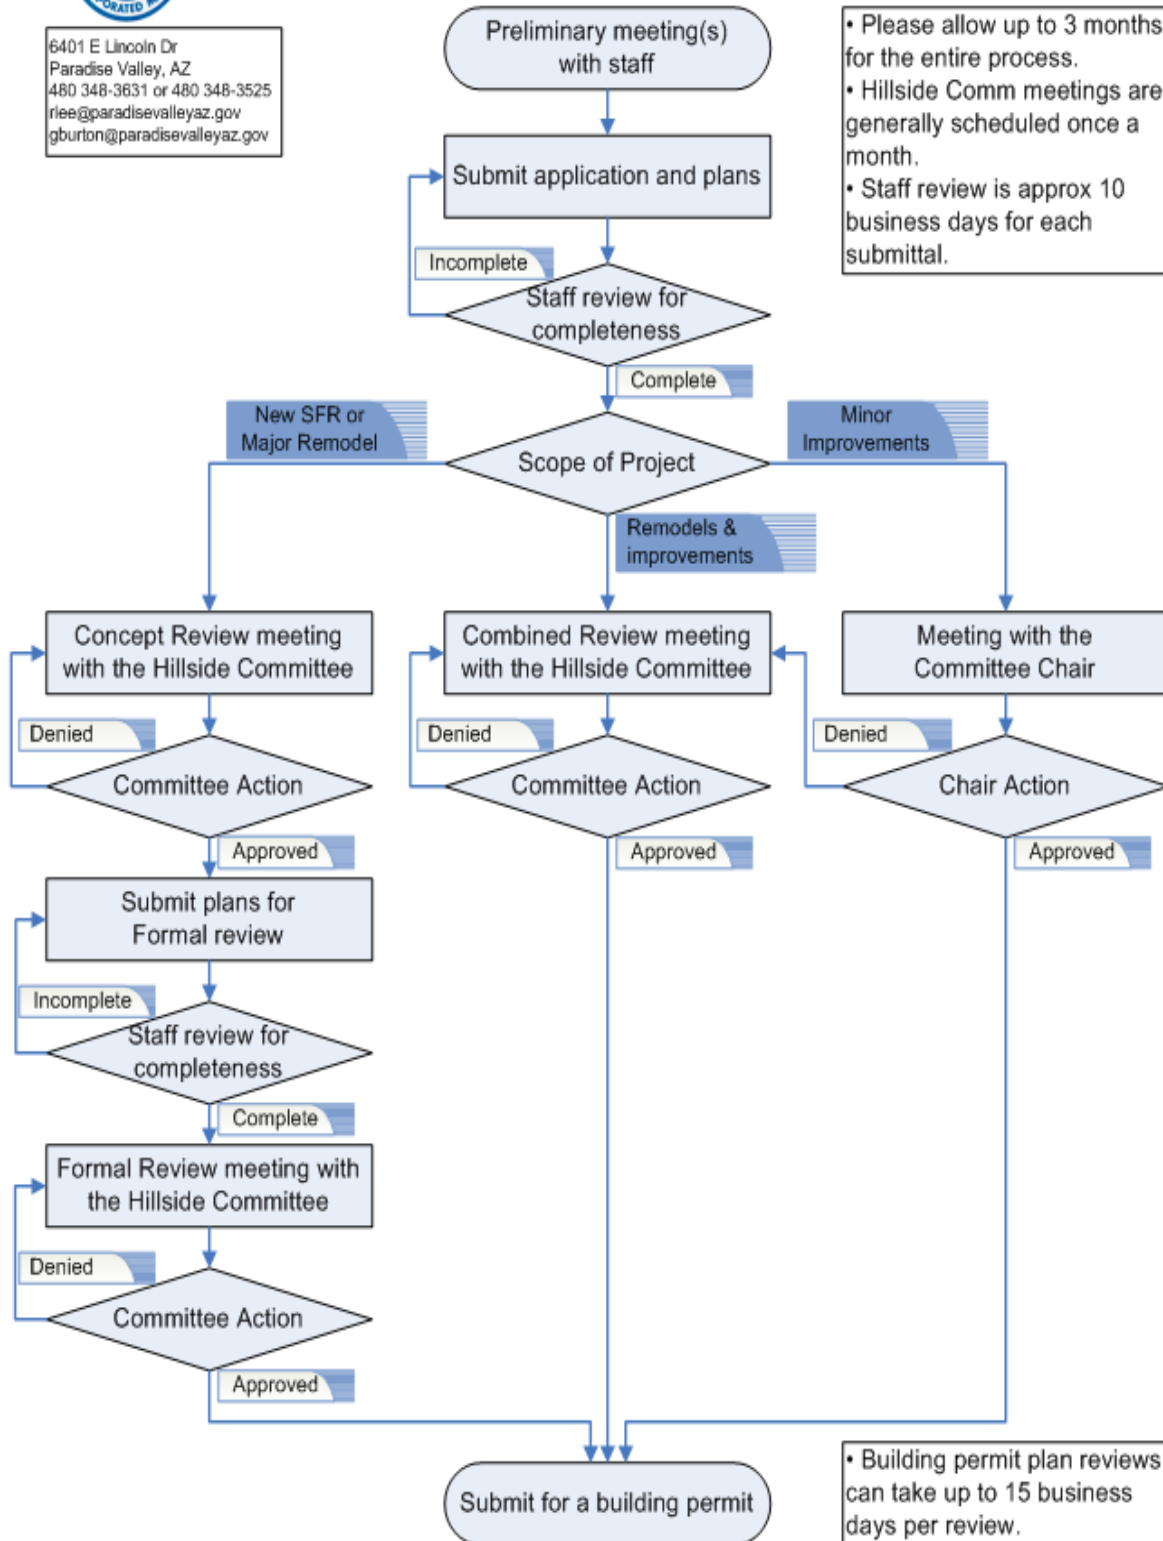 PORATED A
6401 E Lincoln Dr
Paradise Valley, AZ
480 348-3631 or 480 348-3525
rlee@paradisevalleyaz.gov
gburton@paradisevalleyaz.gov
Preliminary meeting(s)
with staff
• Please allow up to 3 months
for the entire process.
• Hillside Comm meetings are
generally scheduled once a
month.
• Staff review is approx 10
business days for each
submittal.
Submit application and plans
Incomplete
Staff review for
completeness
Complete
New SFR or
Major Remodel
Scope of Project
Minor
Improvements
Remodels &
improvements
Concept Review meeting
with the Hillside Committee
Combined Review meeting
with the Hillside Committee
Meeting with the
Committee Chair
Denied
Denied
Denied
Committee Action
Committee Action
Chair Action
Approved
Approved
Approved
Submit plans for
Formal review
Incomplete
Staff review for
completeness
Complete
Formal Review meeting with
the Hillside Committee
Denied
Committee Action
Approved
Submit for a building permit
• Building permit plan reviews
can take up to 15 business
days per review.